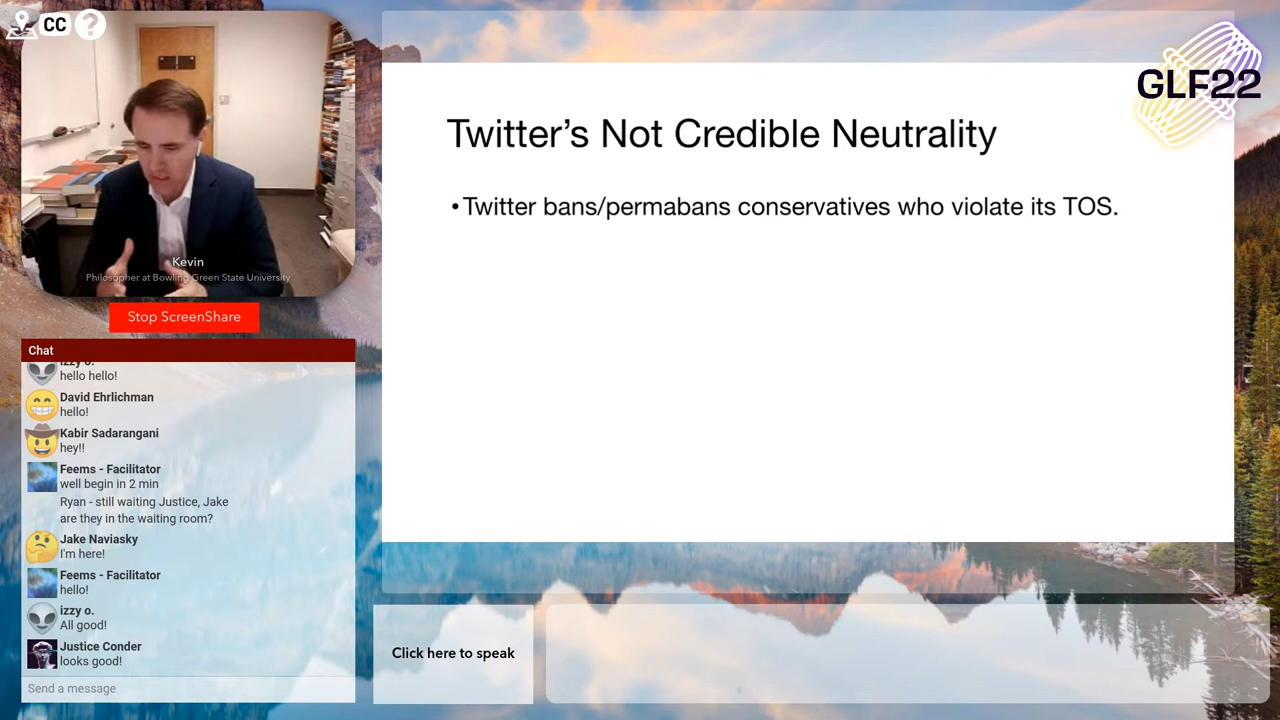 CC
?
Kevin
Philosopher at Bowling Green State University
Stop ScreenShare
Chat
izzy o.
hello hello!
David Ehrlichman
hello!
Kabir Sadarangani
hey!!
Feems - Facilitator
well begin in 2 min
Ryan - still waiting Justice, Jake
are they in the waiting room?
Jake Naviasky
I'm here!
Feems - Facilitator
hello!
izzy o.
All good!
Justice Conder
looks good!
Send a message
GLF22
Twitter’s Not Credible Neutrality
•Twitter bans/permabans conservatives who violate its TOS.
Click here to speak